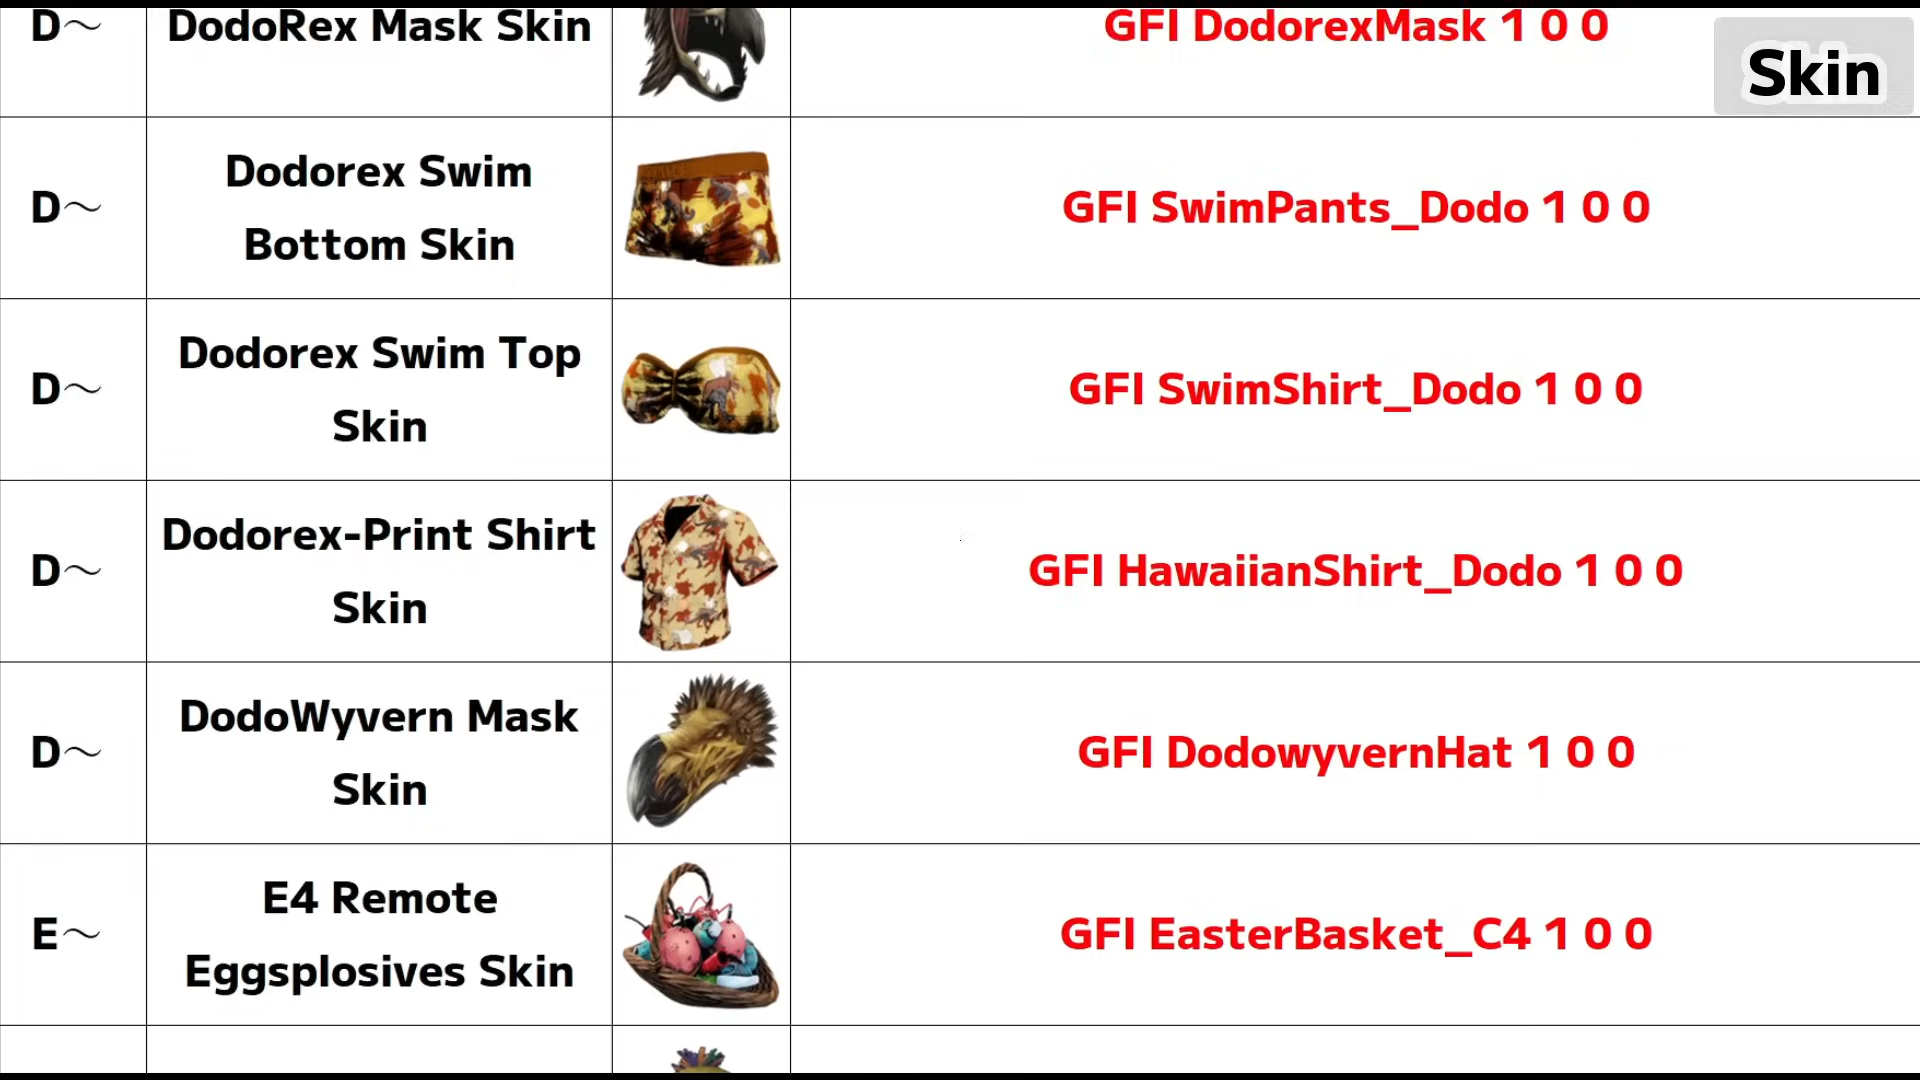 D～ DodoRex Mask Skin GFI DodorexMask 1 0 0
Skin
D～ Dodorex Swim Bottom Skin GFI SwimPants_Dodo 1 0 0
D～ Dodorex Swim Top Skin GFI SwimShirt_Dodo 1 0 0
D～ Dodorex-Print Shirt Skin GFI HawaiianShirt_Dodo 1 0 0
D～ DodoWyvern Mask Skin GFI DodowyvernHat 1 0 0
E～ E4 Remote Eggsplosives Skin GFI EasterBasket_C4 1 0 0